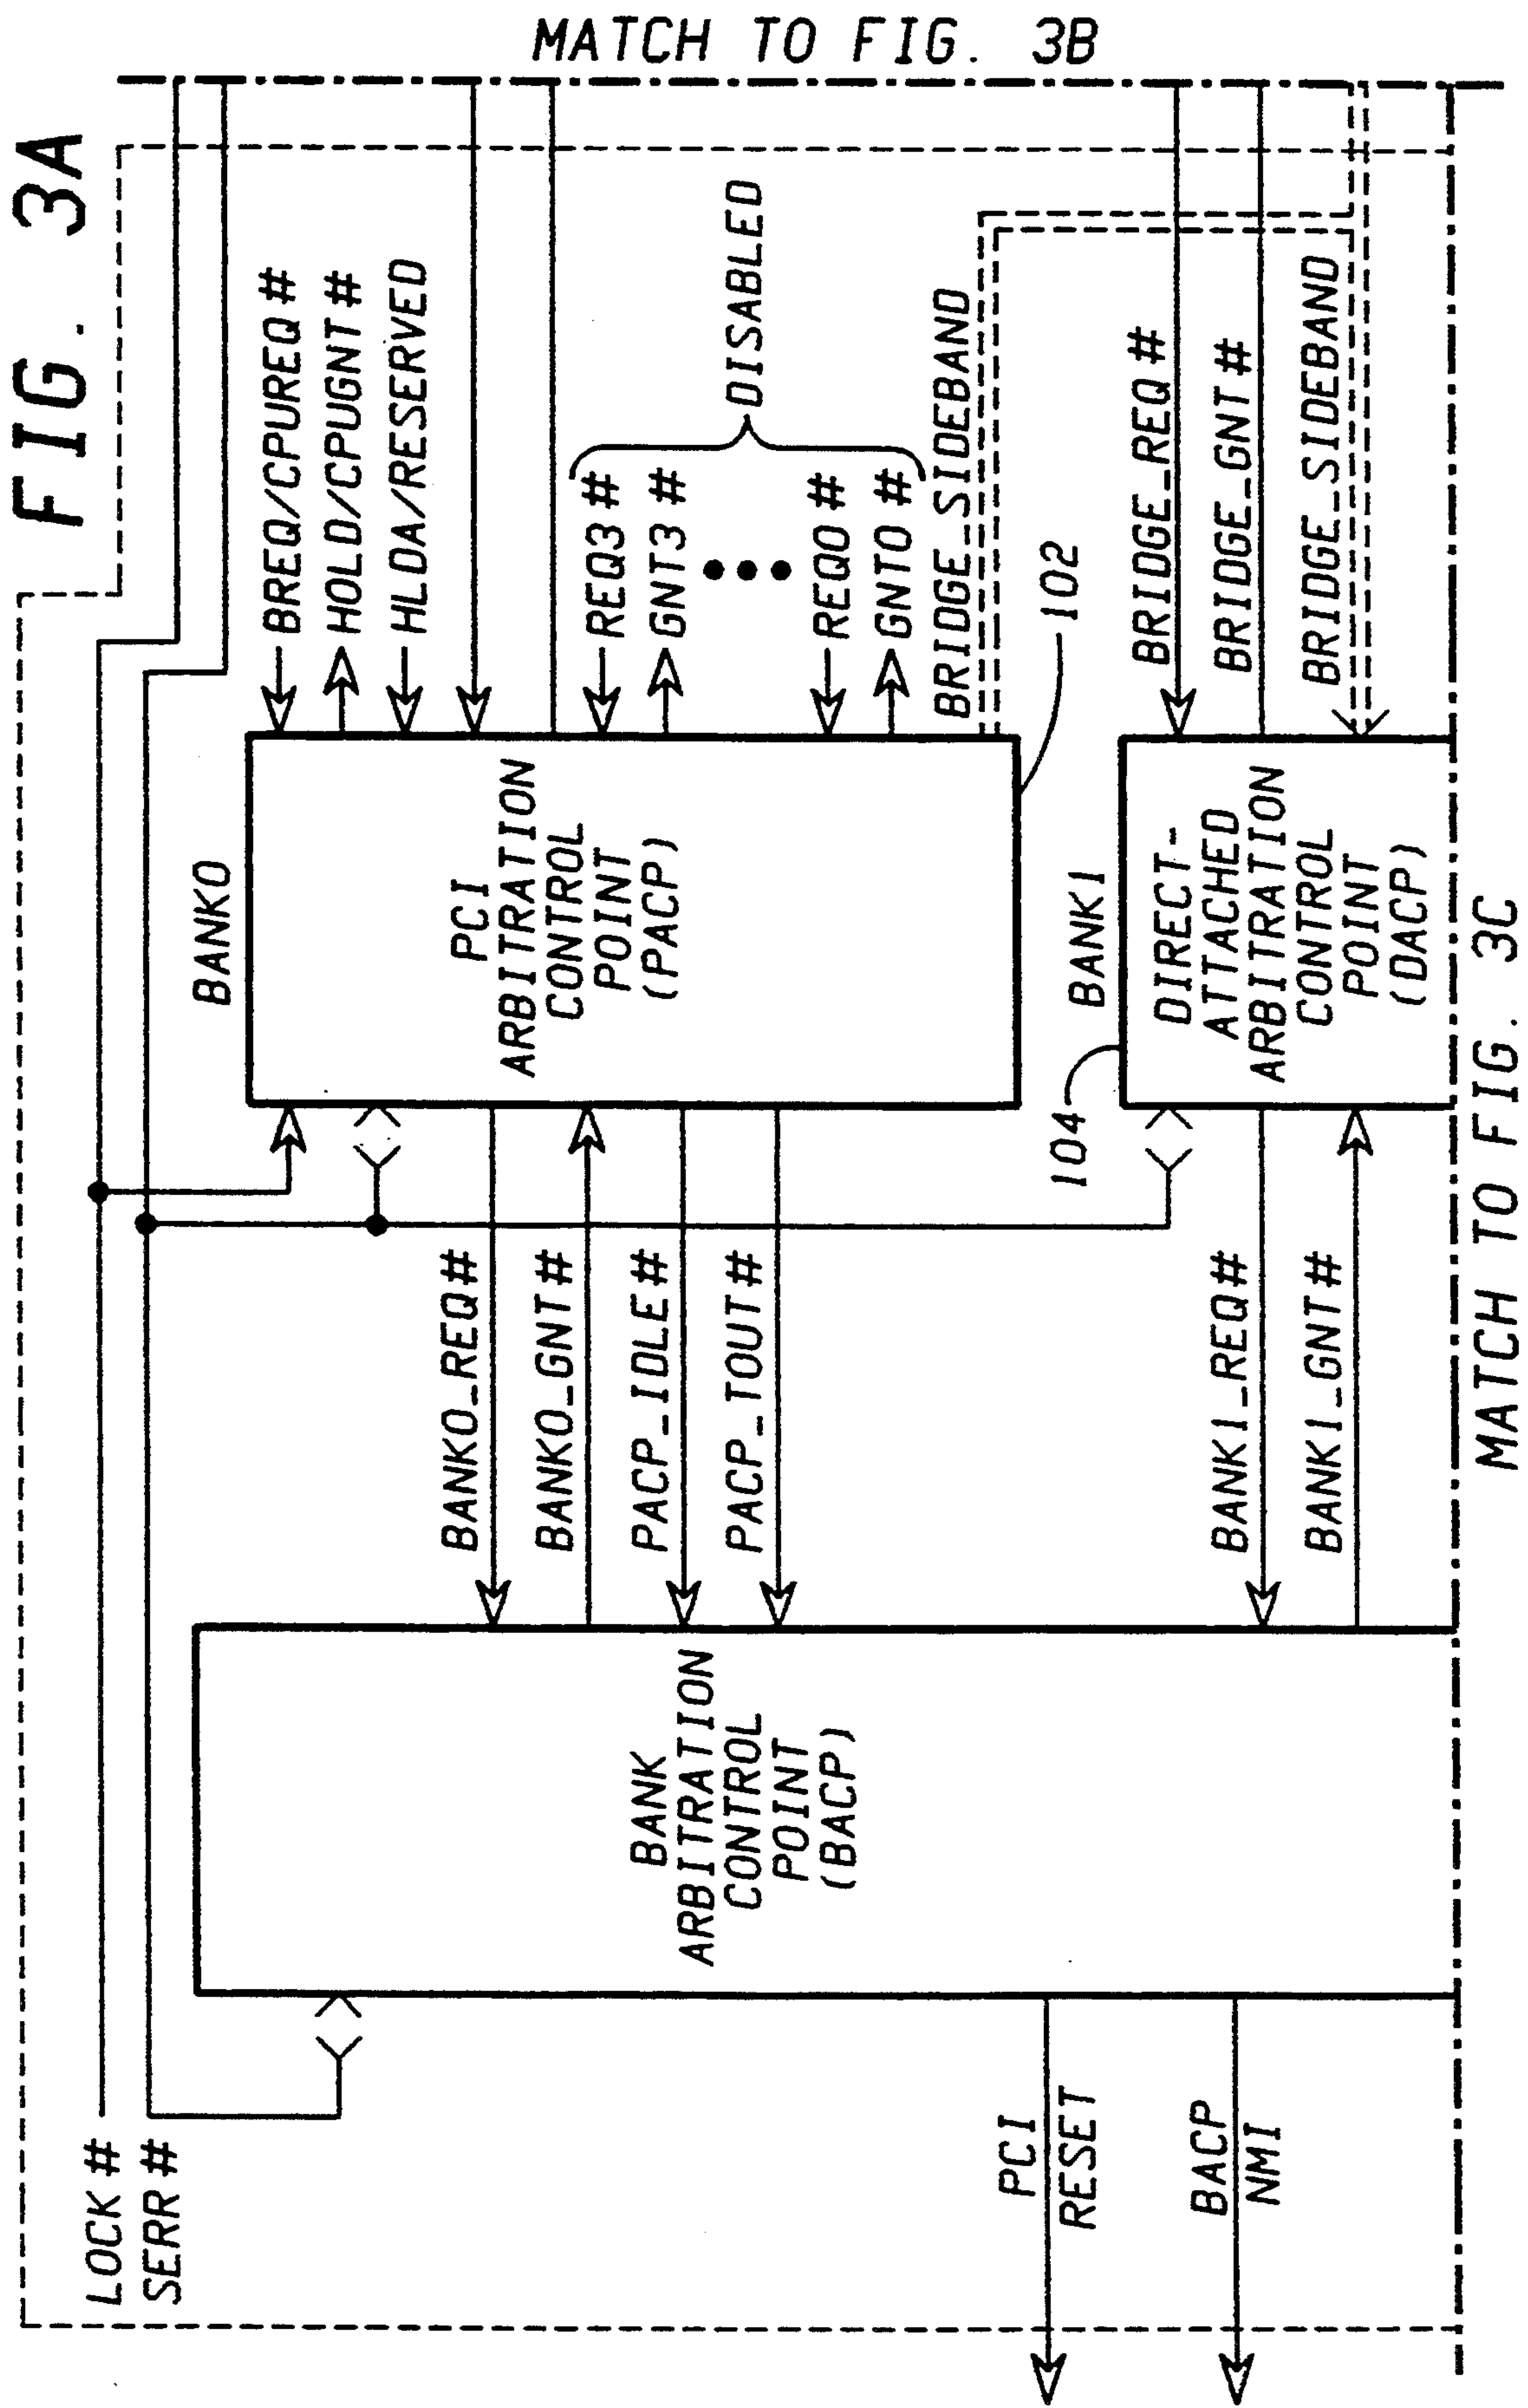 FIG. 3A
LOCK #
SERR #
BANK
ARBITRATION
CONTROL
POINT
(BACP)
PCI
RESET
BACP
NMI
BANK0_REQ#
BANK0_GNT#
PACP_IDLE#
PACP_TOUT#
BANK1_REQ#
BANK1_GNT#
BANK0
PCI
ARBITRATION
CONTROL
POINT
(PACP)
102
104
BANK1
DIRECT-
ATTACHED
ARBITRATION
CONTROL
POINT
(DACP)
BREQ/CPUREQ #
HOLD/CPUGNT #
HLDA/RESERVED
REQ3 #
GNT3 #
REQ0 #
GNT0 #
DISABLED
BRIDGE_SIDEBAND
BRIDGE_REQ #
BRIDGE_GNT #
BRIDGE_SIDEBAND
MATCH TO FIG. 3B
MATCH TO FIG. 3C